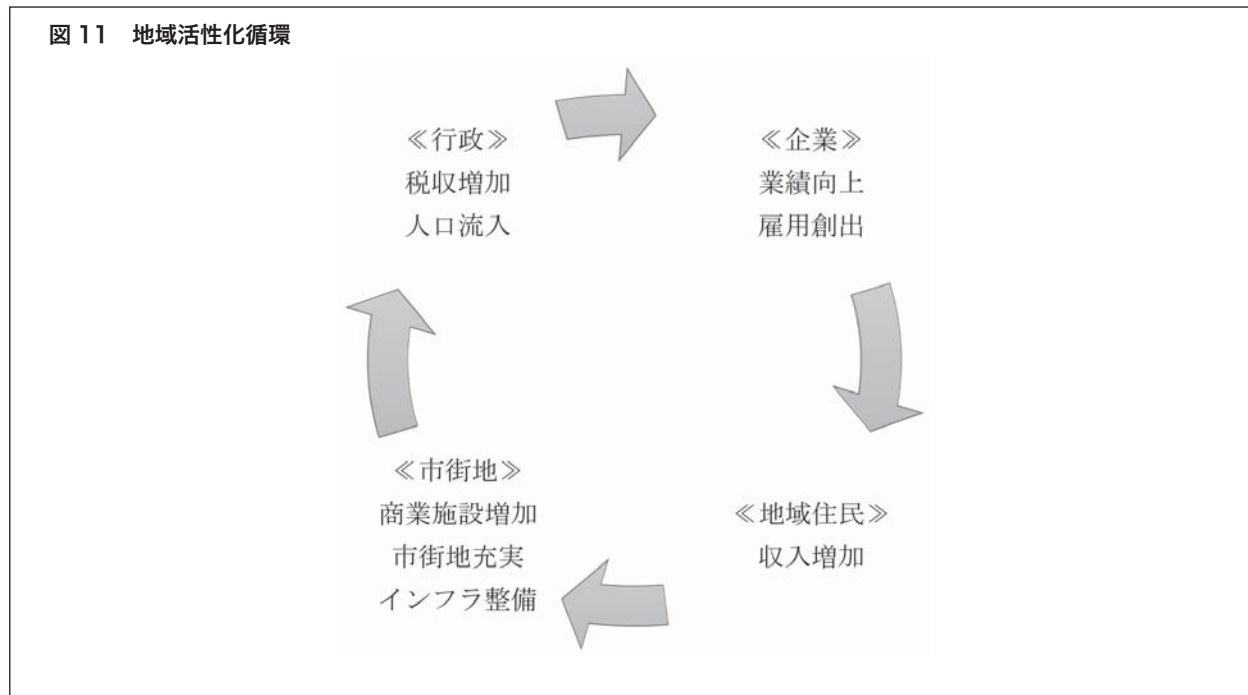 図 11　地域活性化循環
≪行政≫
税収増加
人口流入
≪企業≫
業績向上
雇用創出
≪市街地≫
商業施設増加
市街地充実
インフラ整備
≪地域住民≫
収入増加